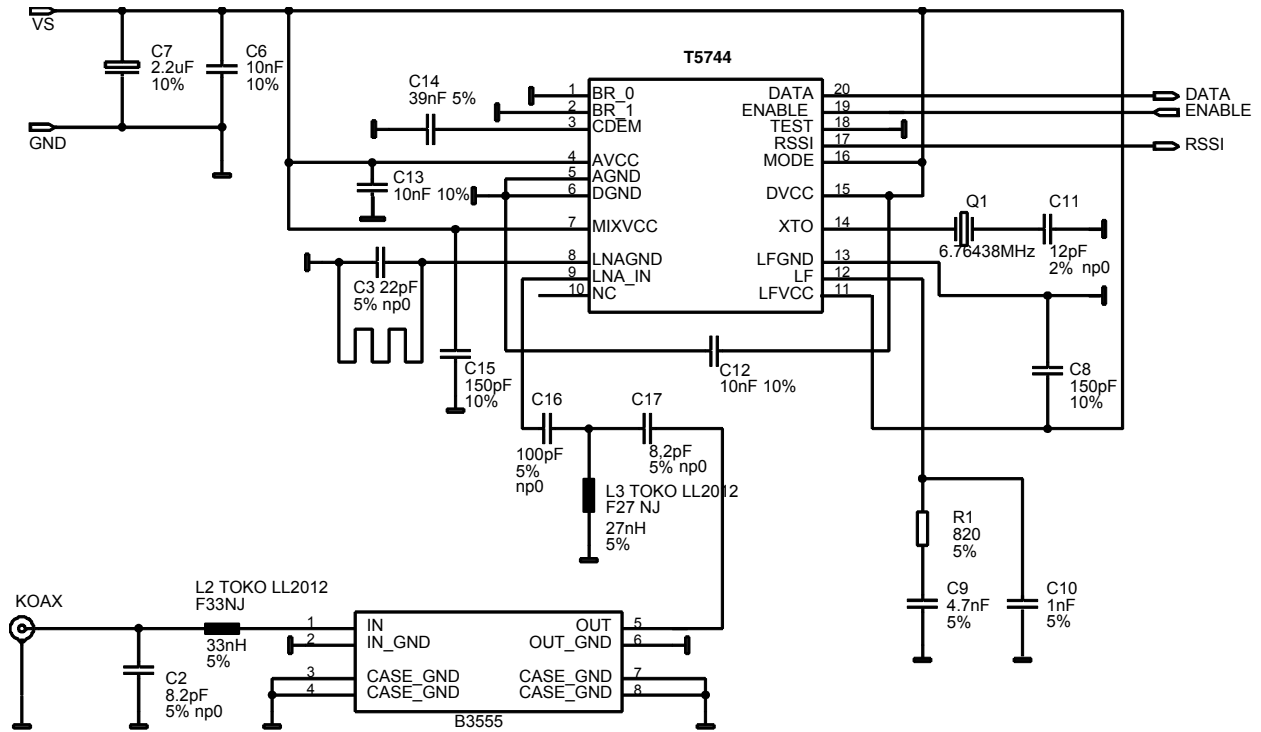 VS
C7
2.2uF
10%
C6
10nF
10%
GND
C14
39nF 5%
C13
10nF 10%
C3 22pF
5% np0
C15
150pF
10%
T5744
1 BR_0
2 BR_1
3 CDEM
4 AVCC
5 AGND
6 DGND
7 MIXVCC
8 LNAGND
9 LNA_IN
10 NC
DATA 20
ENABLE 19
TEST 18
RSSI 17
MODE 16
DVCC 15
XTO 14
LFGND 13
LF 12
LFVCC 11
DATA
ENABLE
RSSI
Q1
6.76438MHz
C11
12pF
2% np0
C12
10nF 10%
C8
150pF
10%
C16
100pF
5%
np0
C17
8,2pF
5% np0
L3 TOKO LL2012
F27 NJ
27nH
5%
R1
820
5%
C9
4.7nF
5%
C10
1nF
5%
KOAX
L2 TOKO LL2012
F33NJ
33nH
5%
C2
8.2pF
5% np0
1 IN
2 IN_GND
3 CASE_GND
4 CASE_GND
OUT 5
OUT_GND 6
CASE_GND 7
CASE_GND 8
B3555